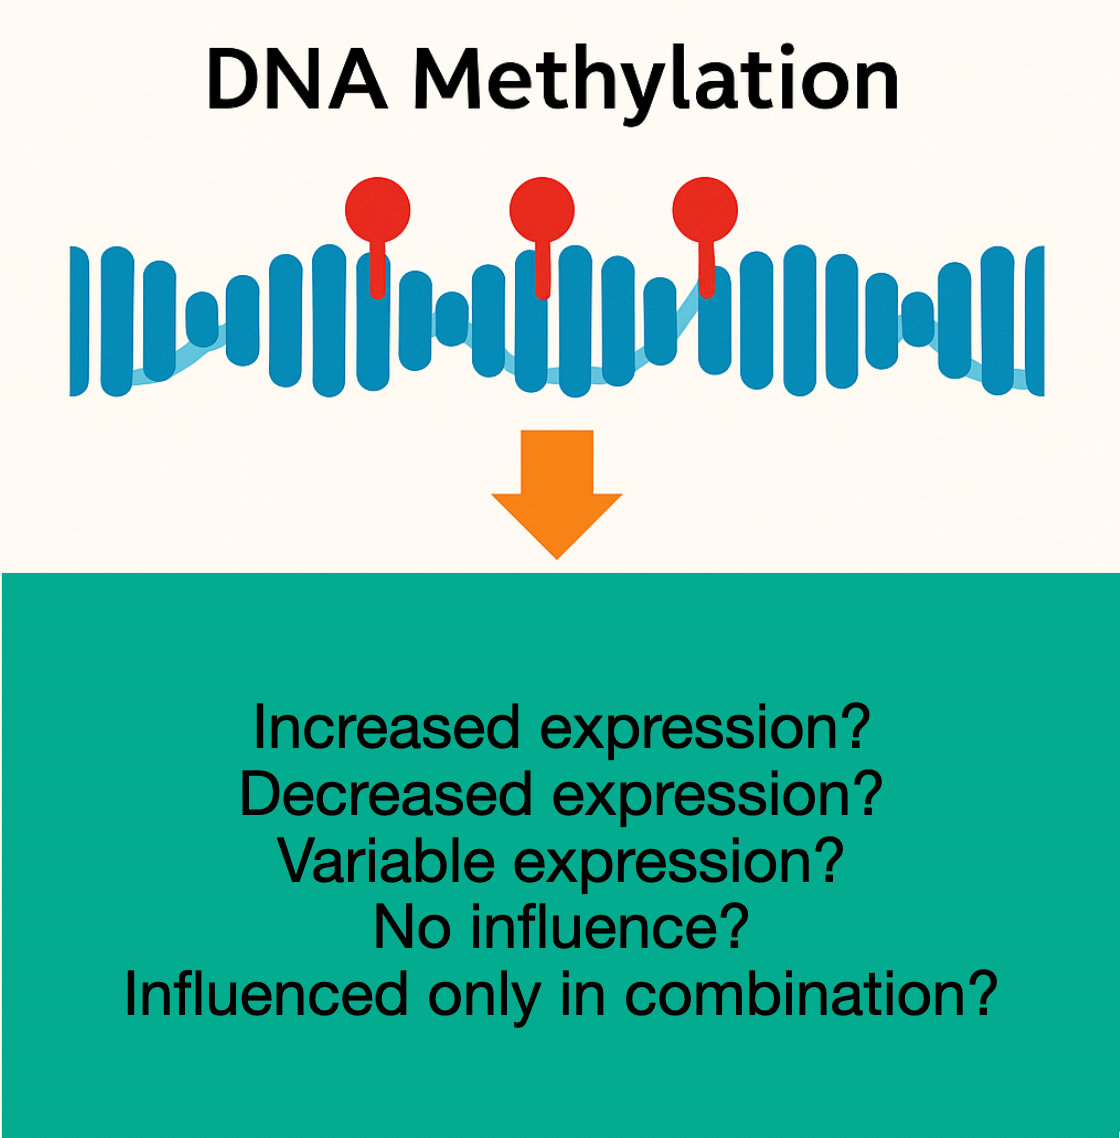 DNA Methylation
Increased expression?
Decreased expression?
Variable expression?
No influence?
Influenced only in combination?